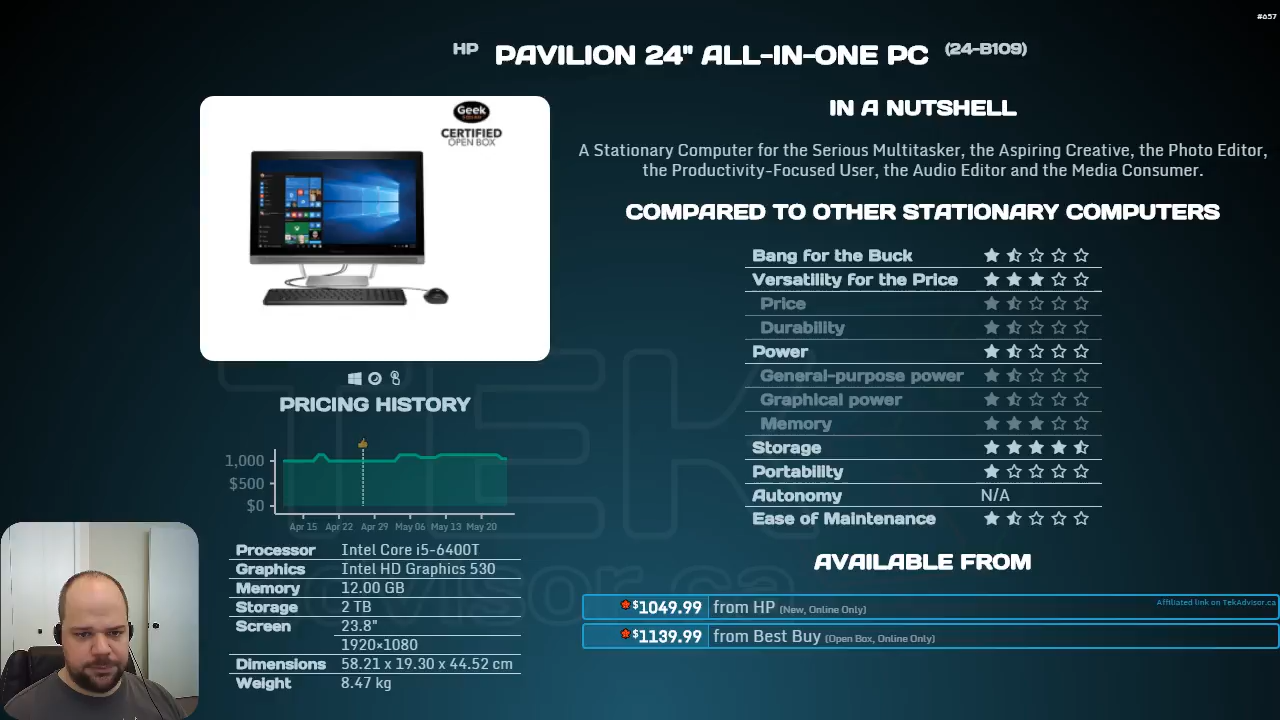 #657
HP PAVILION 24" ALL-IN-ONE PC (24-B109)
Geek
SQUAD
CERTIFIED
OPEN BOX
PRICING HISTORY
1,000
$500
$0
Apr 15 Apr 22 Apr 29 May 06 May 13 May 20
Processor Intel Core i5-6400T
Graphics Intel HD Graphics 530
Memory 12.00 GB
Storage 2 TB
Screen 23.8"
1920×1080
Dimensions 58.21 x 19.30 x 44.52 cm
Weight 8.47 kg
IN A NUTSHELL
A Stationary Computer for the Serious Multitasker, the Aspiring Creative, the Photo Editor,
the Productivity-Focused User, the Audio Editor and the Media Consumer.
COMPARED TO OTHER STATIONARY COMPUTERS
Bang for the Buck
Versatility for the Price
Price
Durability
Power
General-purpose power
Graphical power
Memory
Storage
Portability
Autonomy N/A
Ease of Maintenance
AVAILABLE FROM
$1049.99 from HP (New, Online Only) Affiliated link on TekAdvisor.ca
$1139.99 from Best Buy (Open Box, Online Only)